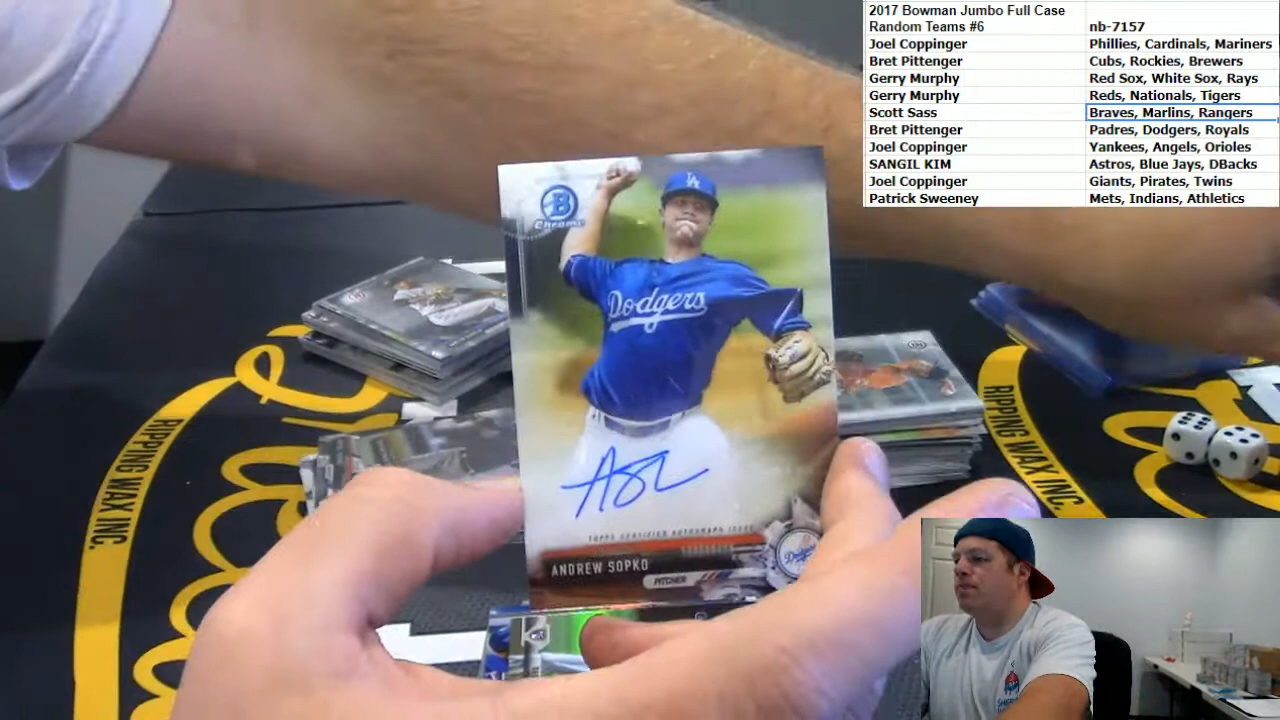 2017 Bowman Jumbo Full Case
Random Teams #6 nb-7157
Joel Coppinger Phillies, Cardinals, Mariners
Bret Pittenger Cubs, Rockies, Brewers
Gerry Murphy Red Sox, White Sox, Rays
Gerry Murphy Reds, Nationals, Tigers
Scott Sass Braves, Marlins, Rangers
Bret Pittenger Padres, Dodgers, Royals
Joel Coppinger Yankees, Angels, Orioles
SANGIL KIM Astros, Blue Jays, DBacks
Joel Coppinger Giants, Pirates, Twins
Patrick Sweeney Mets, Indians, Athletics
B
Chrome
LA
Dodgers
TOPPS CERTIFIED AUTOGRAPH ISSUE
ANDREW SOPKO
PITCHER
Dodgers
RIPPING WAX INC.
RIPPING WAX INC.